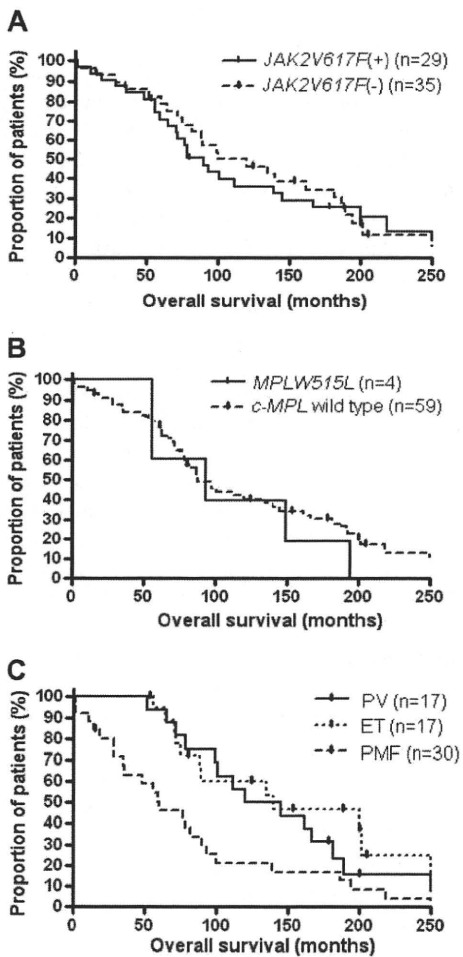 A
JAK2V617F(+) (n=29)
JAK2V617F(-) (n=35)
Proportion of patients (%)
100
90
80
70
60
50
40
30
20
10
0
0 50 100 150 200 250
Overall survival (months)
B
MPLW515L (n=4)
c-MPL wild type (n=59)
Proportion of patients (%)
100
90
80
70
60
50
40
30
20
10
0
0 50 100 150 200 250
Overall survival (months)
C
PV (n=17)
ET (n=17)
PMF (n=30)
Proportion of patients (%)
100
90
80
70
60
50
40
30
20
10
0
0 50 100 150 200 250
Overall survival (months)